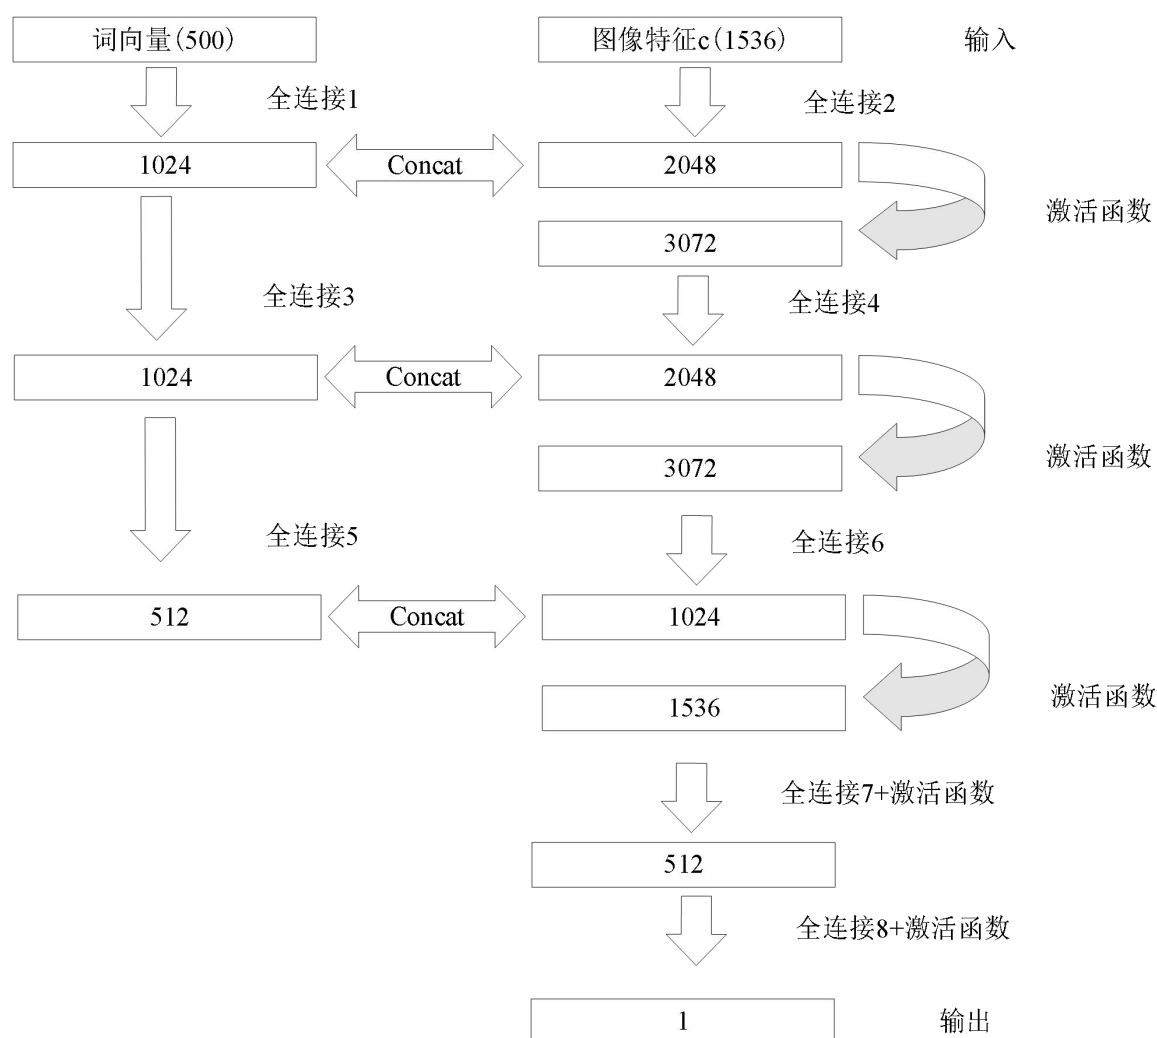 词向量(500)
图像特征c(1536)
输入
全连接1
全连接2
1024
Concat
2048
激活函数
3072
全连接3
全连接4
1024
Concat
2048
激活函数
3072
全连接5
全连接6
512
Concat
1024
激活函数
1536
全连接7+激活函数
512
全连接8+激活函数
1
输出